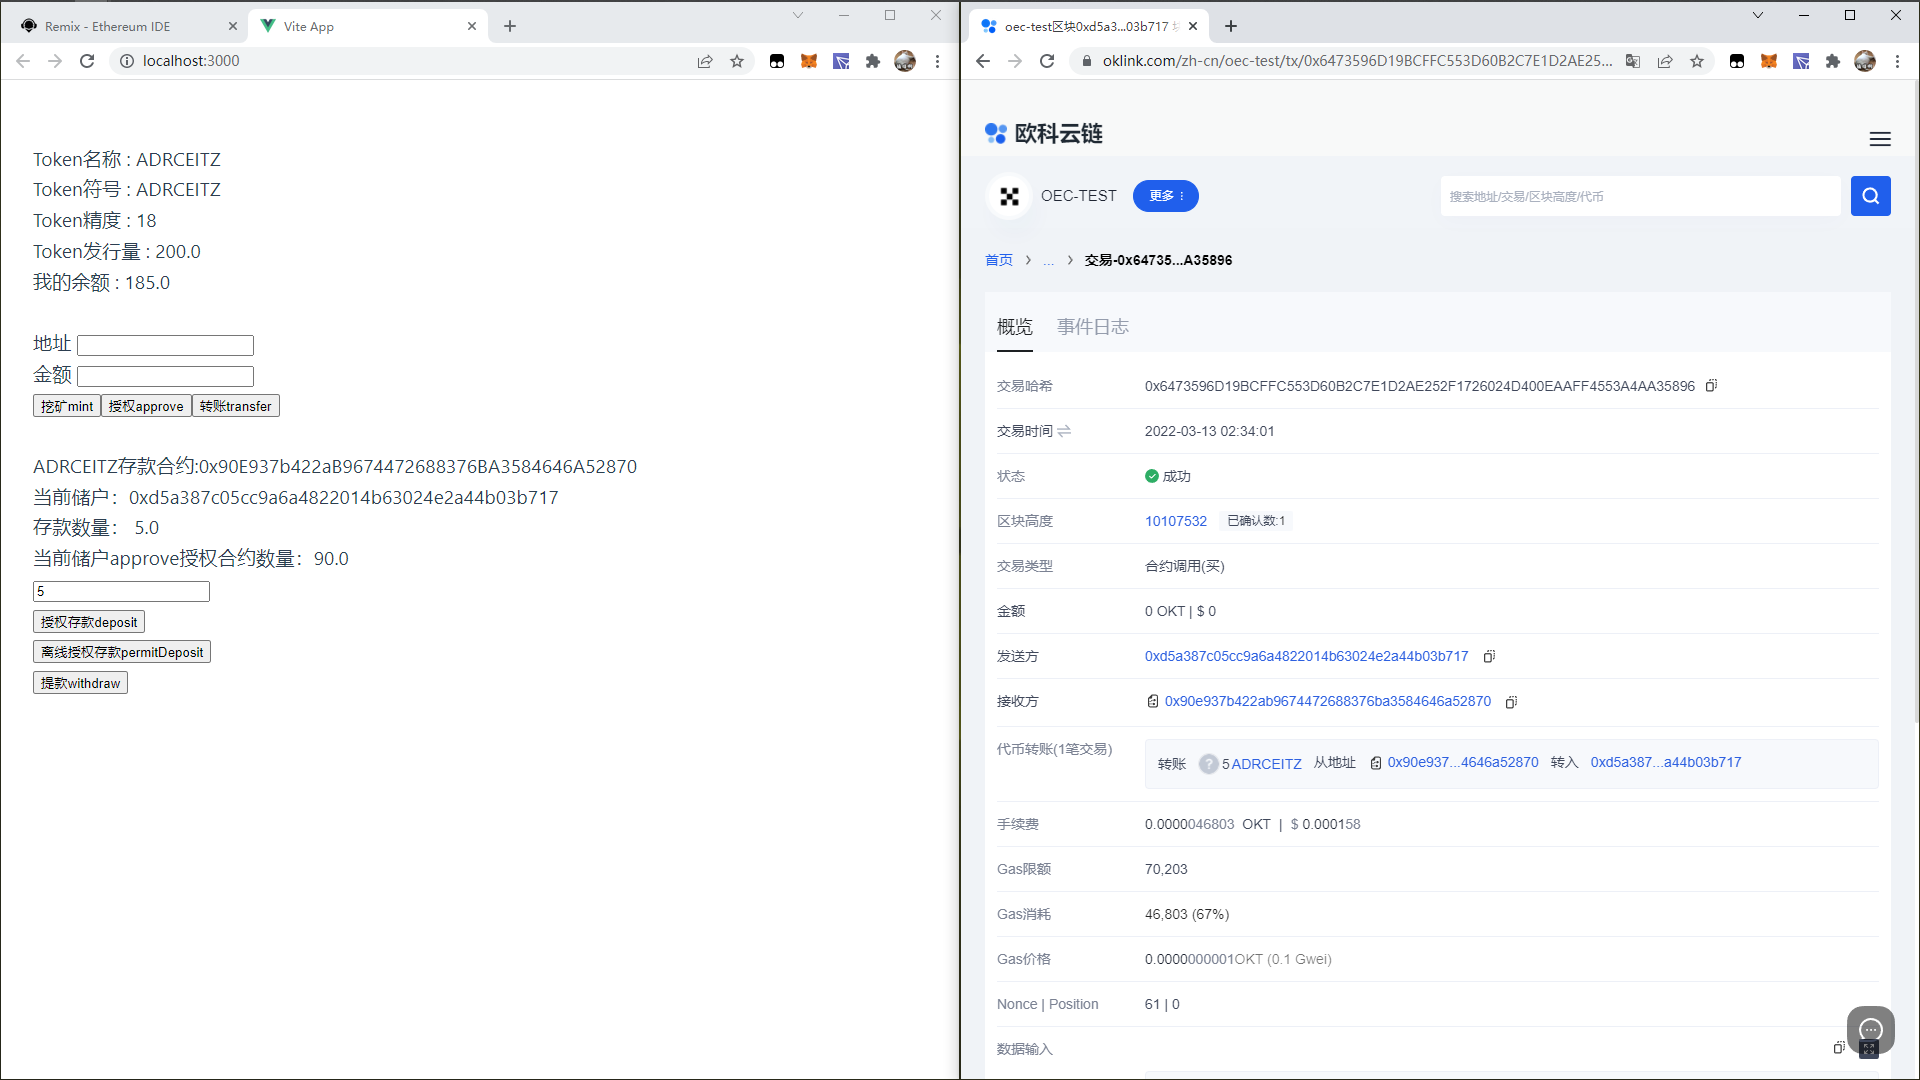 Remix - Ethereum IDE
Vite App
localhost:3000
Token名称 : ADRCEITZ
Token符号 : ADRCEITZ
Token精度 : 18
Token发行量 : 200.0
我的余额 : 185.0
地址
金额
挖矿mint 授权approve 转账transfer
ADRCEITZ存款合约:0x90E937b422aB9674472688376BA3584646A52870
当前储户：0xd5a387c05cc9a6a4822014b63024e2a44b03b717
存款数量： 5.0
当前储户approve授权合约数量：90.0
5
授权存款deposit
离线授权存款permitDeposit
提款withdraw
oec-test区块0xd5a3...03b717
oklink.com/zh-cn/oec-test/tx/0x6473596D19BCFFC553D60B2C7E1D2AE25...
欧科云链
OEC-TEST
更多
搜索地址/交易/区块高度/代币
首页 > ... > 交易-0x64735...A35896
概览 事件日志
交易哈希 0x6473596D19BCFFC553D60B2C7E1D2AE252F1726024D400EAAFF4553A4AA35896
交易时间 2022-03-13 02:34:01
状态 成功
区块高度 10107532 已确认数:1
交易类型 合约调用(买)
金额 0 OKT | $ 0
发送方 0xd5a387c05cc9a6a4822014b63024e2a44b03b717
接收方 0x90e937b422ab9674472688376ba3584646a52870
代币转账(1笔交易) 转账 ? 5 ADRCEITZ 从地址 0x90e937...4646a52870 转入 0xd5a387...a44b03b717
手续费 0.0000046803 OKT | $ 0.000158
Gas限额 70,203
Gas消耗 46,803 (67%)
Gas价格 0.0000000001OKT (0.1 Gwei)
Nonce | Position 61 | 0
数据输入